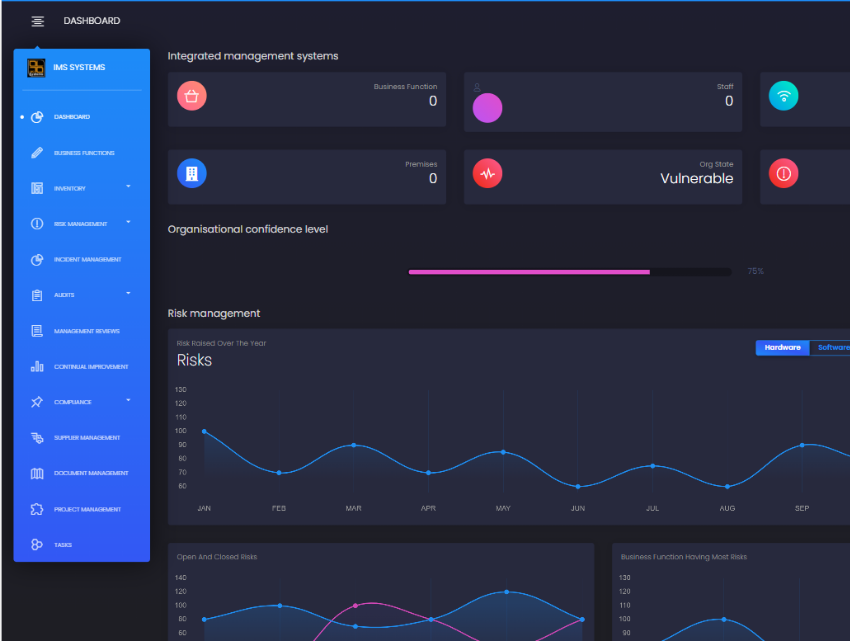 DASHBOARD
IMS SYSTEMS
DASHBOARD
BUSINESS FUNCTIONS
INVENTORY
RISK MANAGEMENT
INCIDENT MANAGEMENT
AUDITS
MANAGEMENT REVIEWS
CONTINUAL IMPROVEMENT
COMPLIANCE
SUPPLIER MANAGEMENT
DOCUMENT MANAGEMENT
PROJECT MANAGEMENT
TASKS
Integrated management systems
Business Function
0
Staff
0
Premises
0
Org State
Vulnerable
Organisational confidence level
75%
Risk management
Risk Raised Over The Year
Risks
Hardware Software
130
120
110
100
90
80
70
60
JAN FEB MAR APR MAY JUN JUL AUG SEP
Open And Closed Risks
140
120
100
80
60
Business Function Having Most Risks
130
120
110
100
90